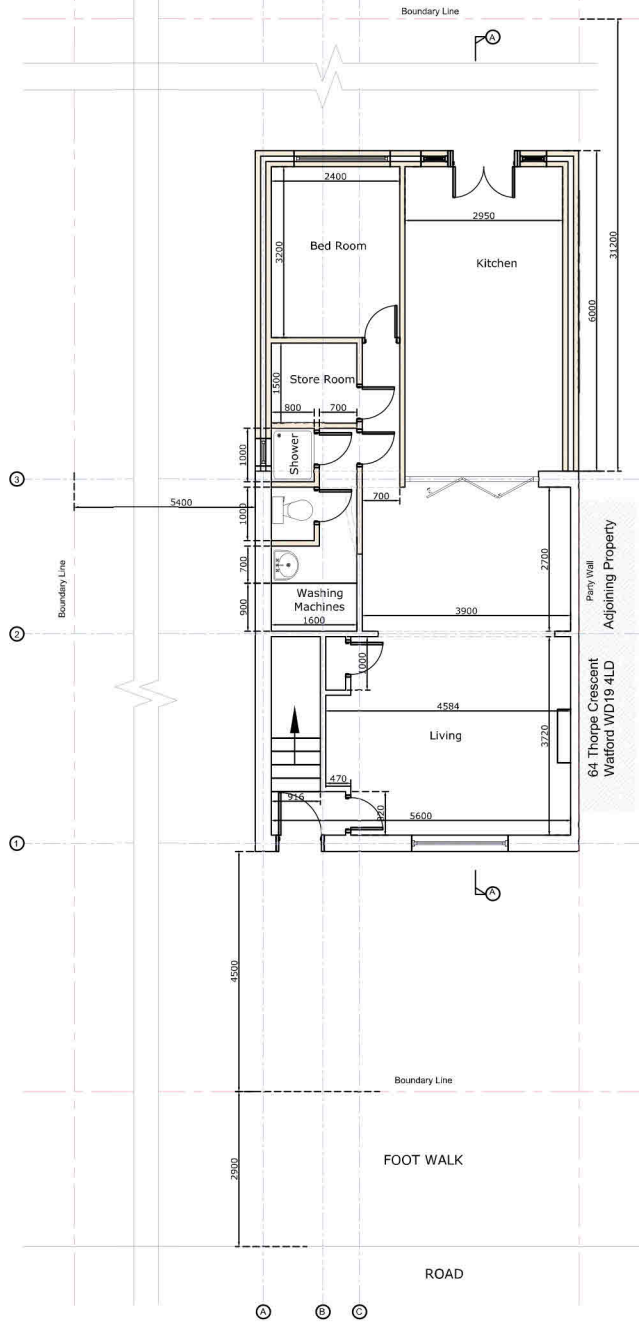 Boundary Line
A
2400
2950
3200
Bed Room
Kitchen
31200
6000
1500
Store Room
800
700
1000
Shower
3
5400
700
1000
Boundary Line
700
2700
Party Wall
Adjoining Property
Washing
Machines
900
1600
3900
2
1000
4584
Living
3720
64 Thorpe Crescent
Watford WD19 4LD
470
916
820
5600
1
A
4500
Boundary Line
2900
FOOT WALK
ROAD
A
B
C